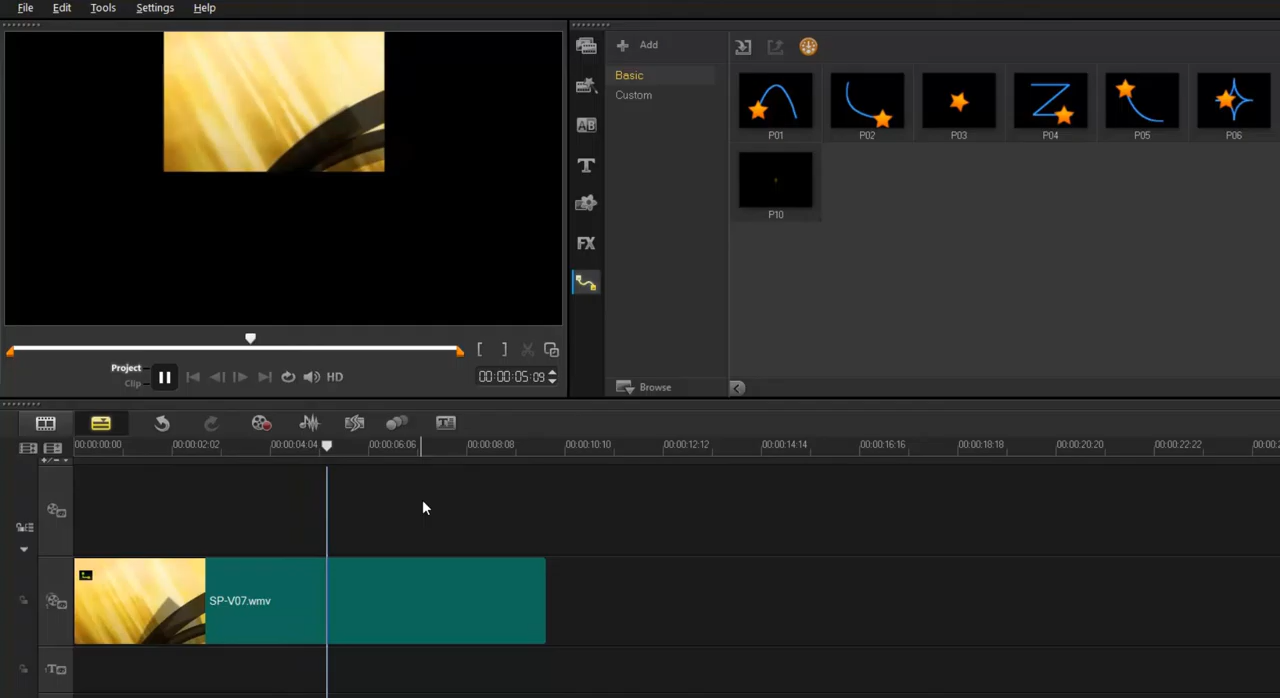 File Edit Tools Settings Help
Add
Basic
Custom
AB
T
FX
P01 P02 P03 P04 P05 P06
P10
Project
Clip
HD
00:00:05:09
Browse
00:00:00:00 00:00:02:02 00:00:04:04 00:00:06:06 00:00:08:08 00:00:10:10 00:00:12:12 00:00:14:14 00:00:16:16 00:00:18:18 00:00:20:20 00:00:22:22
SP-V07.wmv
1T